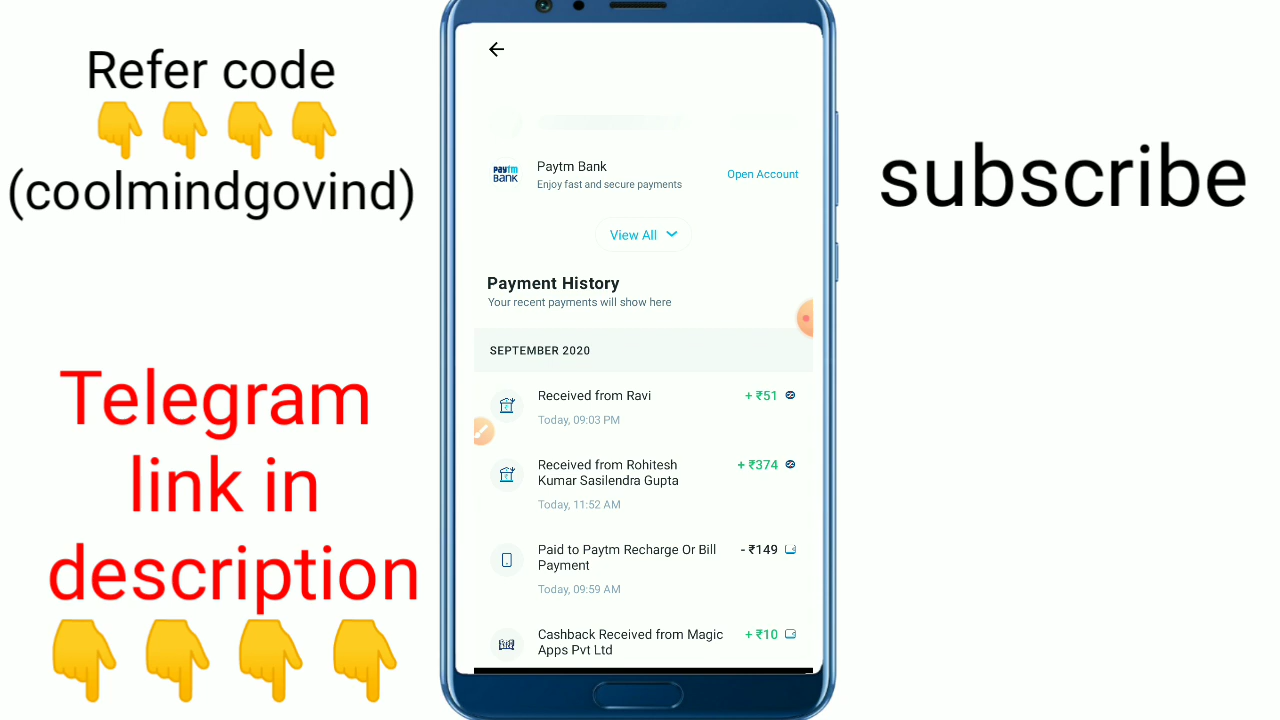 Refer code
👇👇👇👇
(coolmindgovind)
Telegram
link in
description
👇👇👇👇
Paytm
BANK
Paytm Bank
Enjoy fast and secure payments
Open Account
View All
Payment History
Your recent payments will show here
SEPTEMBER 2020
Received from Ravi
+ ₹51
Today, 09:03 PM
Received from Rohitesh
Kumar Sasilendra Gupta
+ ₹374
Today, 11:52 AM
Paid to Paytm Recharge Or Bill
Payment
- ₹149
Today, 09:59 AM
Cashback Received from Magic
Apps Pvt Ltd
+ ₹10
subscribe